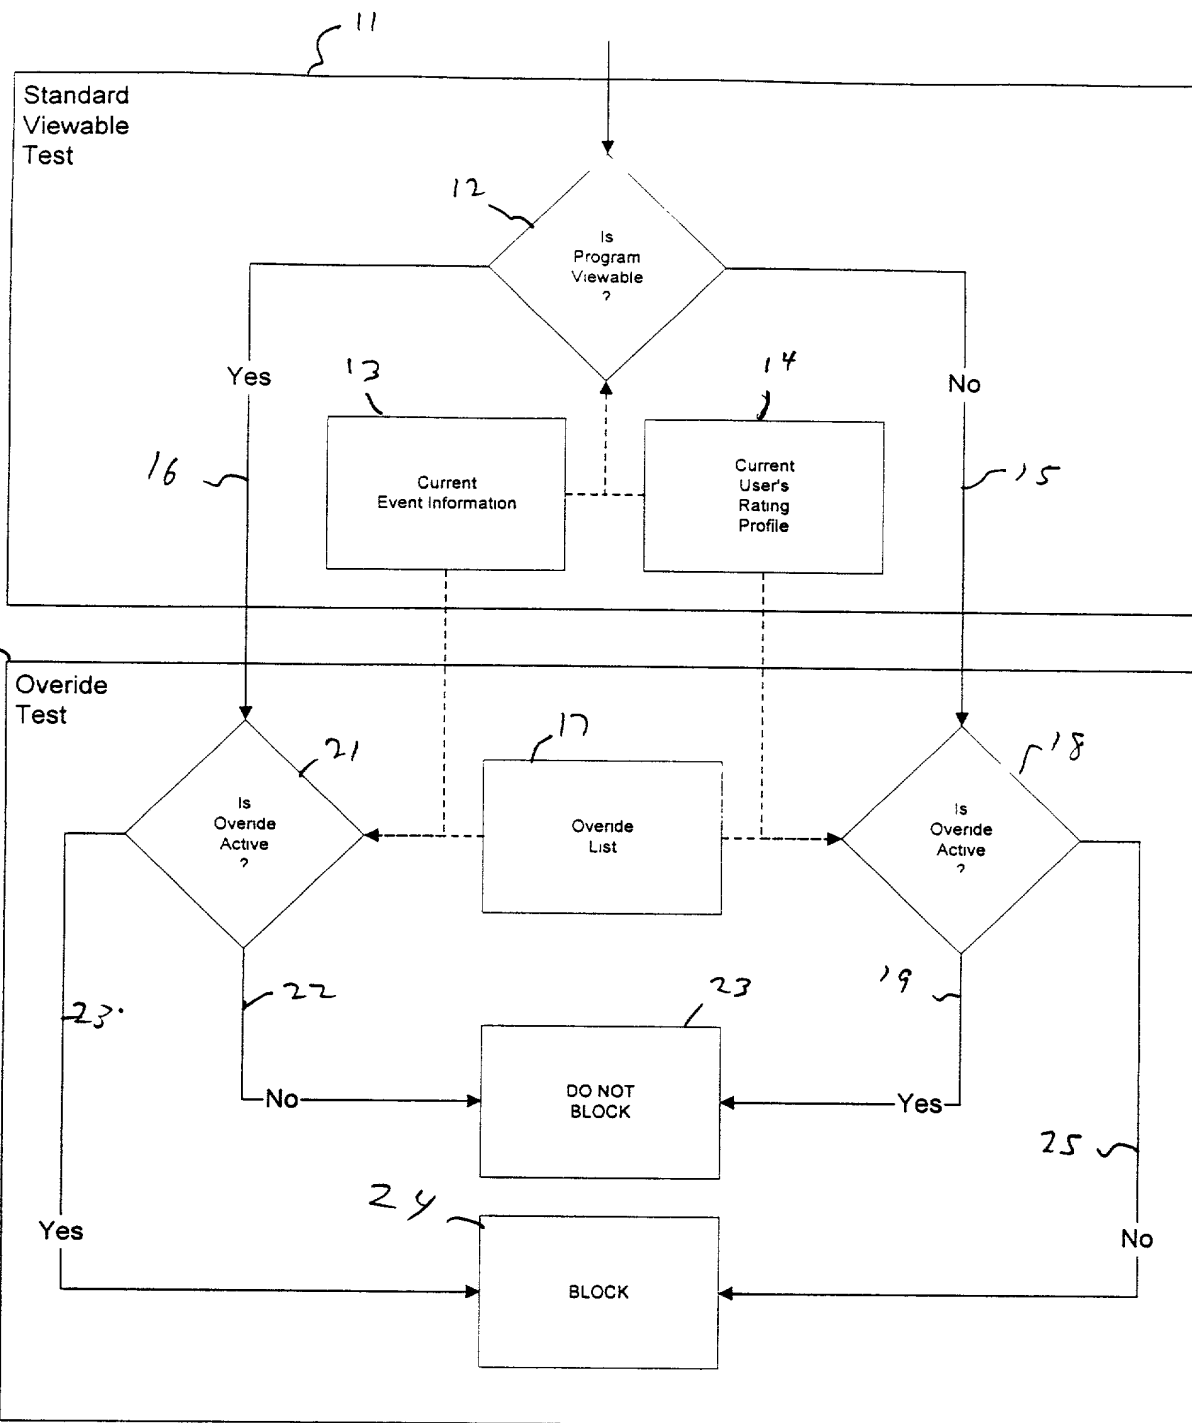 11
Standard
Viewable
Test
12
Is
Program
Viewable
?
Yes
13
14
No
16
Current
Event Information
Current
User's
Rating
Profile
15
Overide
Test
21
17
18
Is
Overide
Active
?
Overide
List
Is
Overide
Active
?
23
22
23
19
No
DO NOT
BLOCK
Yes
25
24
Yes
No
BLOCK